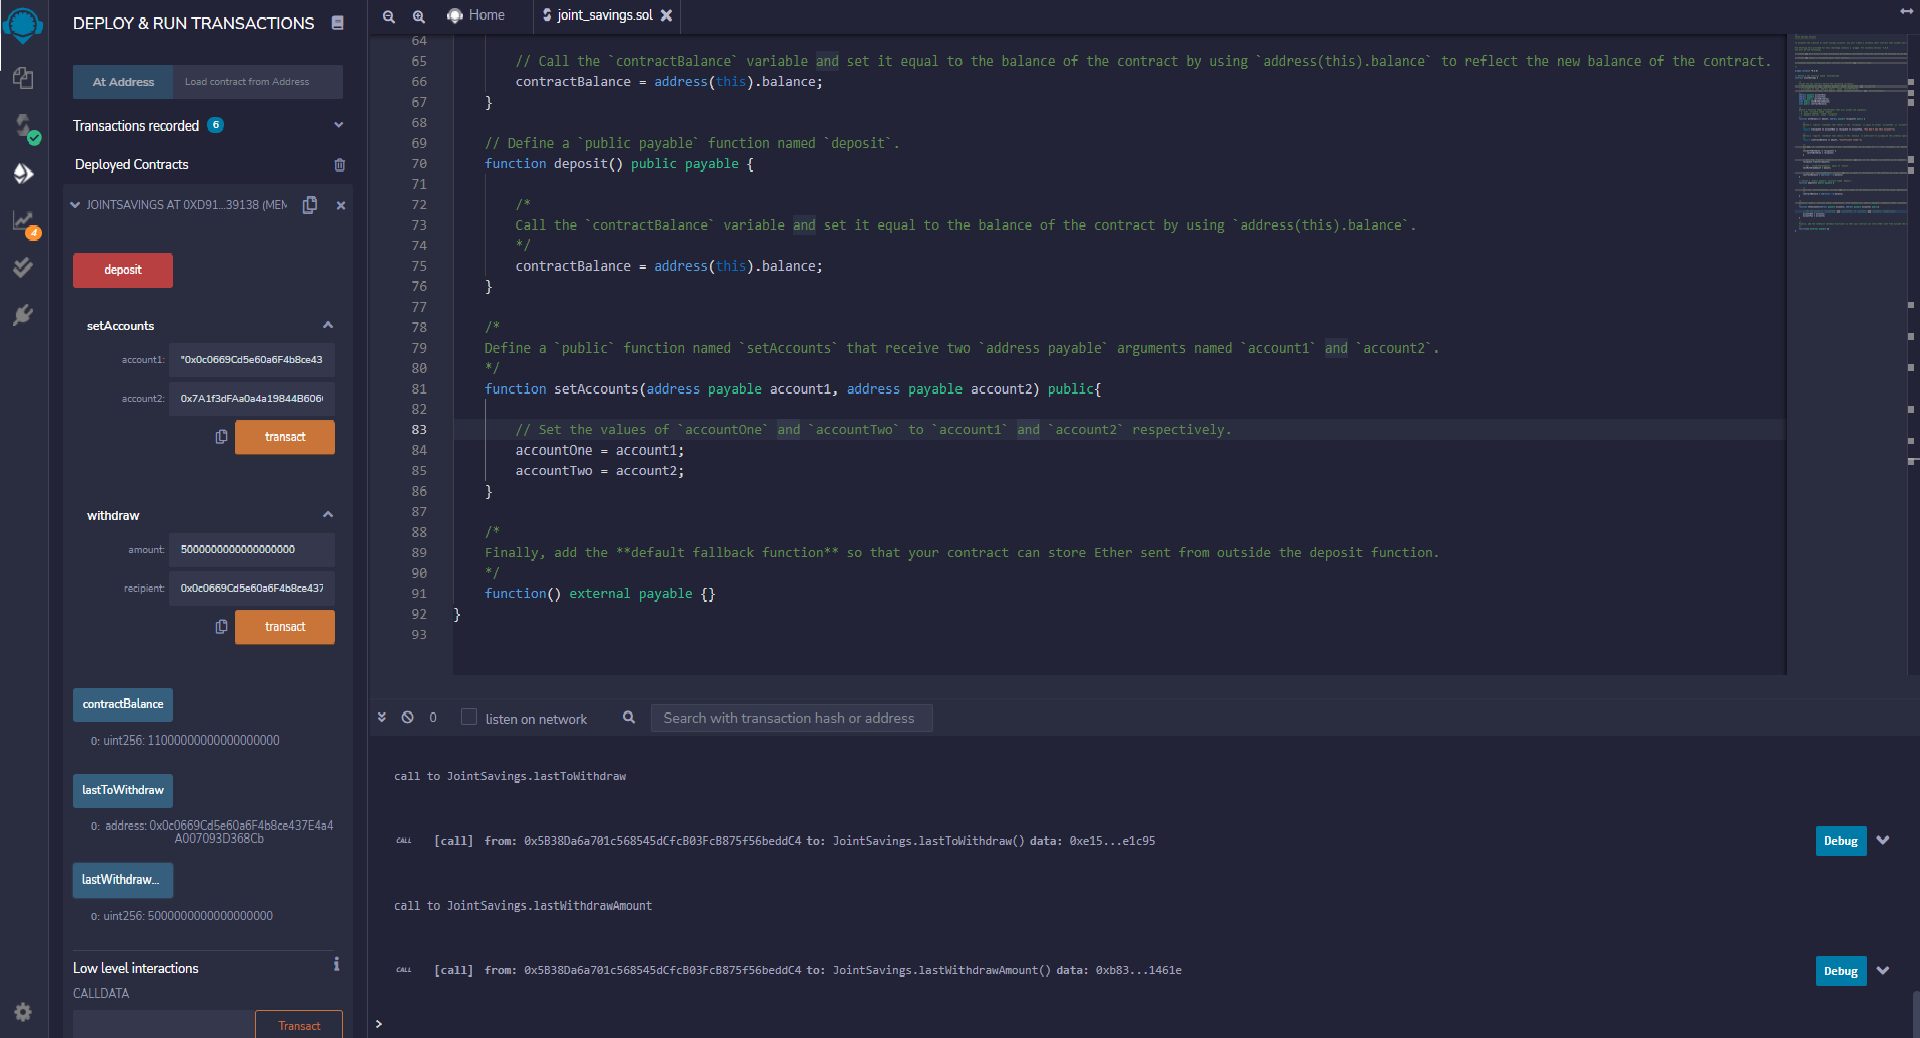 DEPLOY & RUN TRANSACTIONS
At Address
Load contract from Address
Transactions recorded 6
Deployed Contracts
JOINTSAVINGS AT 0XD91...39138 (MEM
4
deposit
setAccounts
account1: "0x0c0669Cd5e60a6F4b8ce43
account2: 0x7A1f3dFAa0a4a19844B606
transact
withdraw
amount: 5000000000000000000
recipient: 0x0c0669Cd5e60a6F4b8ce437
transact
contractBalance
0: uint256: 11000000000000000000
lastToWithdraw
0: address: 0x0c0669Cd5e60a6F4b8ce437E4a4
A007093D368Cb
lastWithdraw...
0: uint256: 5000000000000000000
Low level interactions
CALLDATA
Transact
Home
joint_savings.sol
64
65 // Call the `contractBalance` variable and set it equal to the balance of the contract by using `address(this).balance` to reflect the new balance of the contract.
66 contractBalance = address(this).balance;
67 }
68
69 // Define a `public payable` function named `deposit`.
70 function deposit() public payable {
71
72 /*
73 Call the `contractBalance` variable and set it equal to the balance of the contract by using `address(this).balance`.
74 */
75 contractBalance = address(this).balance;
76 }
77
78 /*
79 Define a `public` function named `setAccounts` that receive two `address payable` arguments named `account1` and `account2`.
80 */
81 function setAccounts(address payable account1, address payable account2) public{
82
83 // Set the values of `accountOne` and `accountTwo` to `account1` and `account2` respectively.
84 accountOne = account1;
85 accountTwo = account2;
86 }
87
88 /*
89 Finally, add the **default fallback function** so that your contract can store Ether sent from outside the deposit function.
90 */
91 function() external payable {}
92 }
93
0 listen on network Search with transaction hash or address
call to JointSavings.lastToWithdraw
CALL [call] from: 0x5B38Da6a701c568545dCfcB03FcB875f56beddC4 to: JointSavings.lastToWithdraw() data: 0xe15...e1c95 Debug
call to JointSavings.lastWithdrawAmount
CALL [call] from: 0x5B38Da6a701c568545dCfcB03FcB875f56beddC4 to: JointSavings.lastWithdrawAmount() data: 0xb83...1461e Debug
>